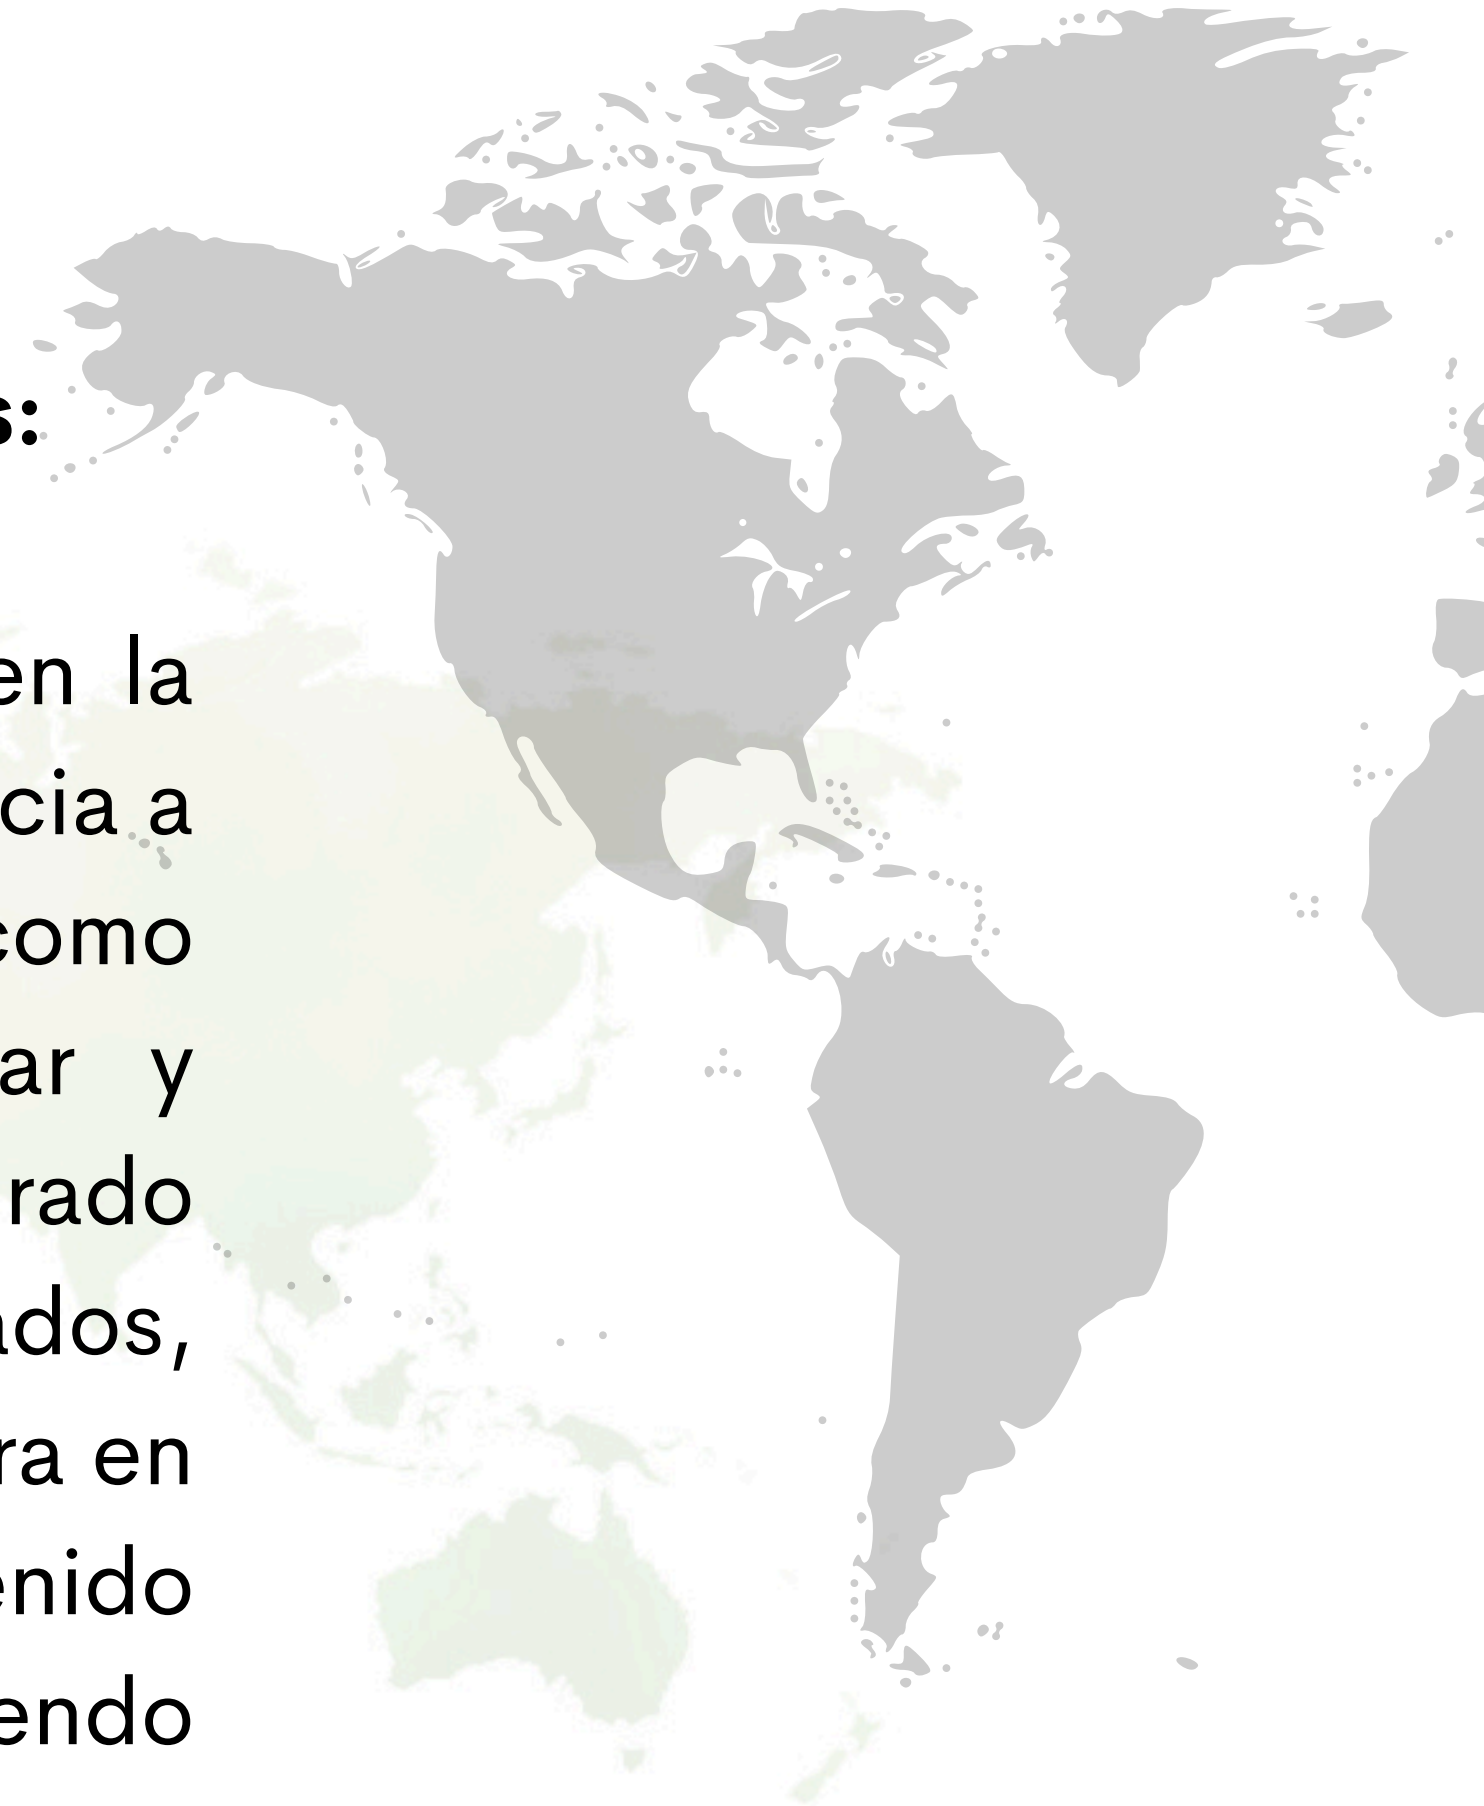 s:
en la
cia a
como
ar y
rado
ados,
ra en
enido
endo